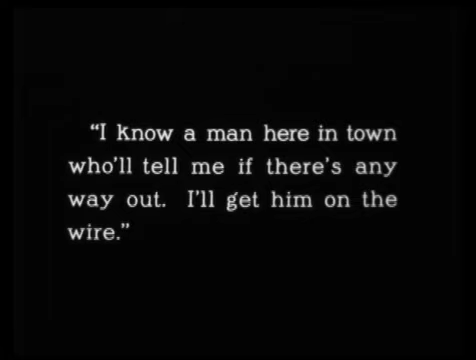 “I know a man here in town
who’ll tell me if there’s any
way out. I’ll get him on the
wire.”